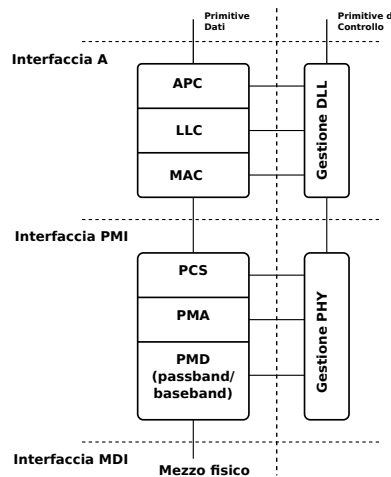 Primitive
Dati
Primitive d
Controllo
Interfaccia A
APC
LLC
MAC
Gestione DLL
Interfaccia PMI
PCS
PMA
PMD
(passband/
baseband)
Gestione PHY
Interfaccia MDI
Mezzo fisico